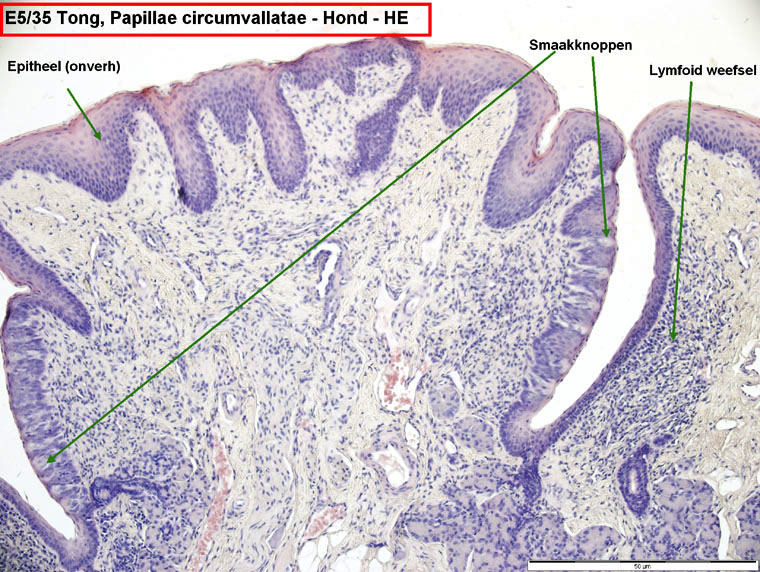 E5/35 Tong, Papillae circumvallatae - Hond - HE
Smaakknoppen
Epitheel (onverh)
Lymfoid weefsel
50 µm